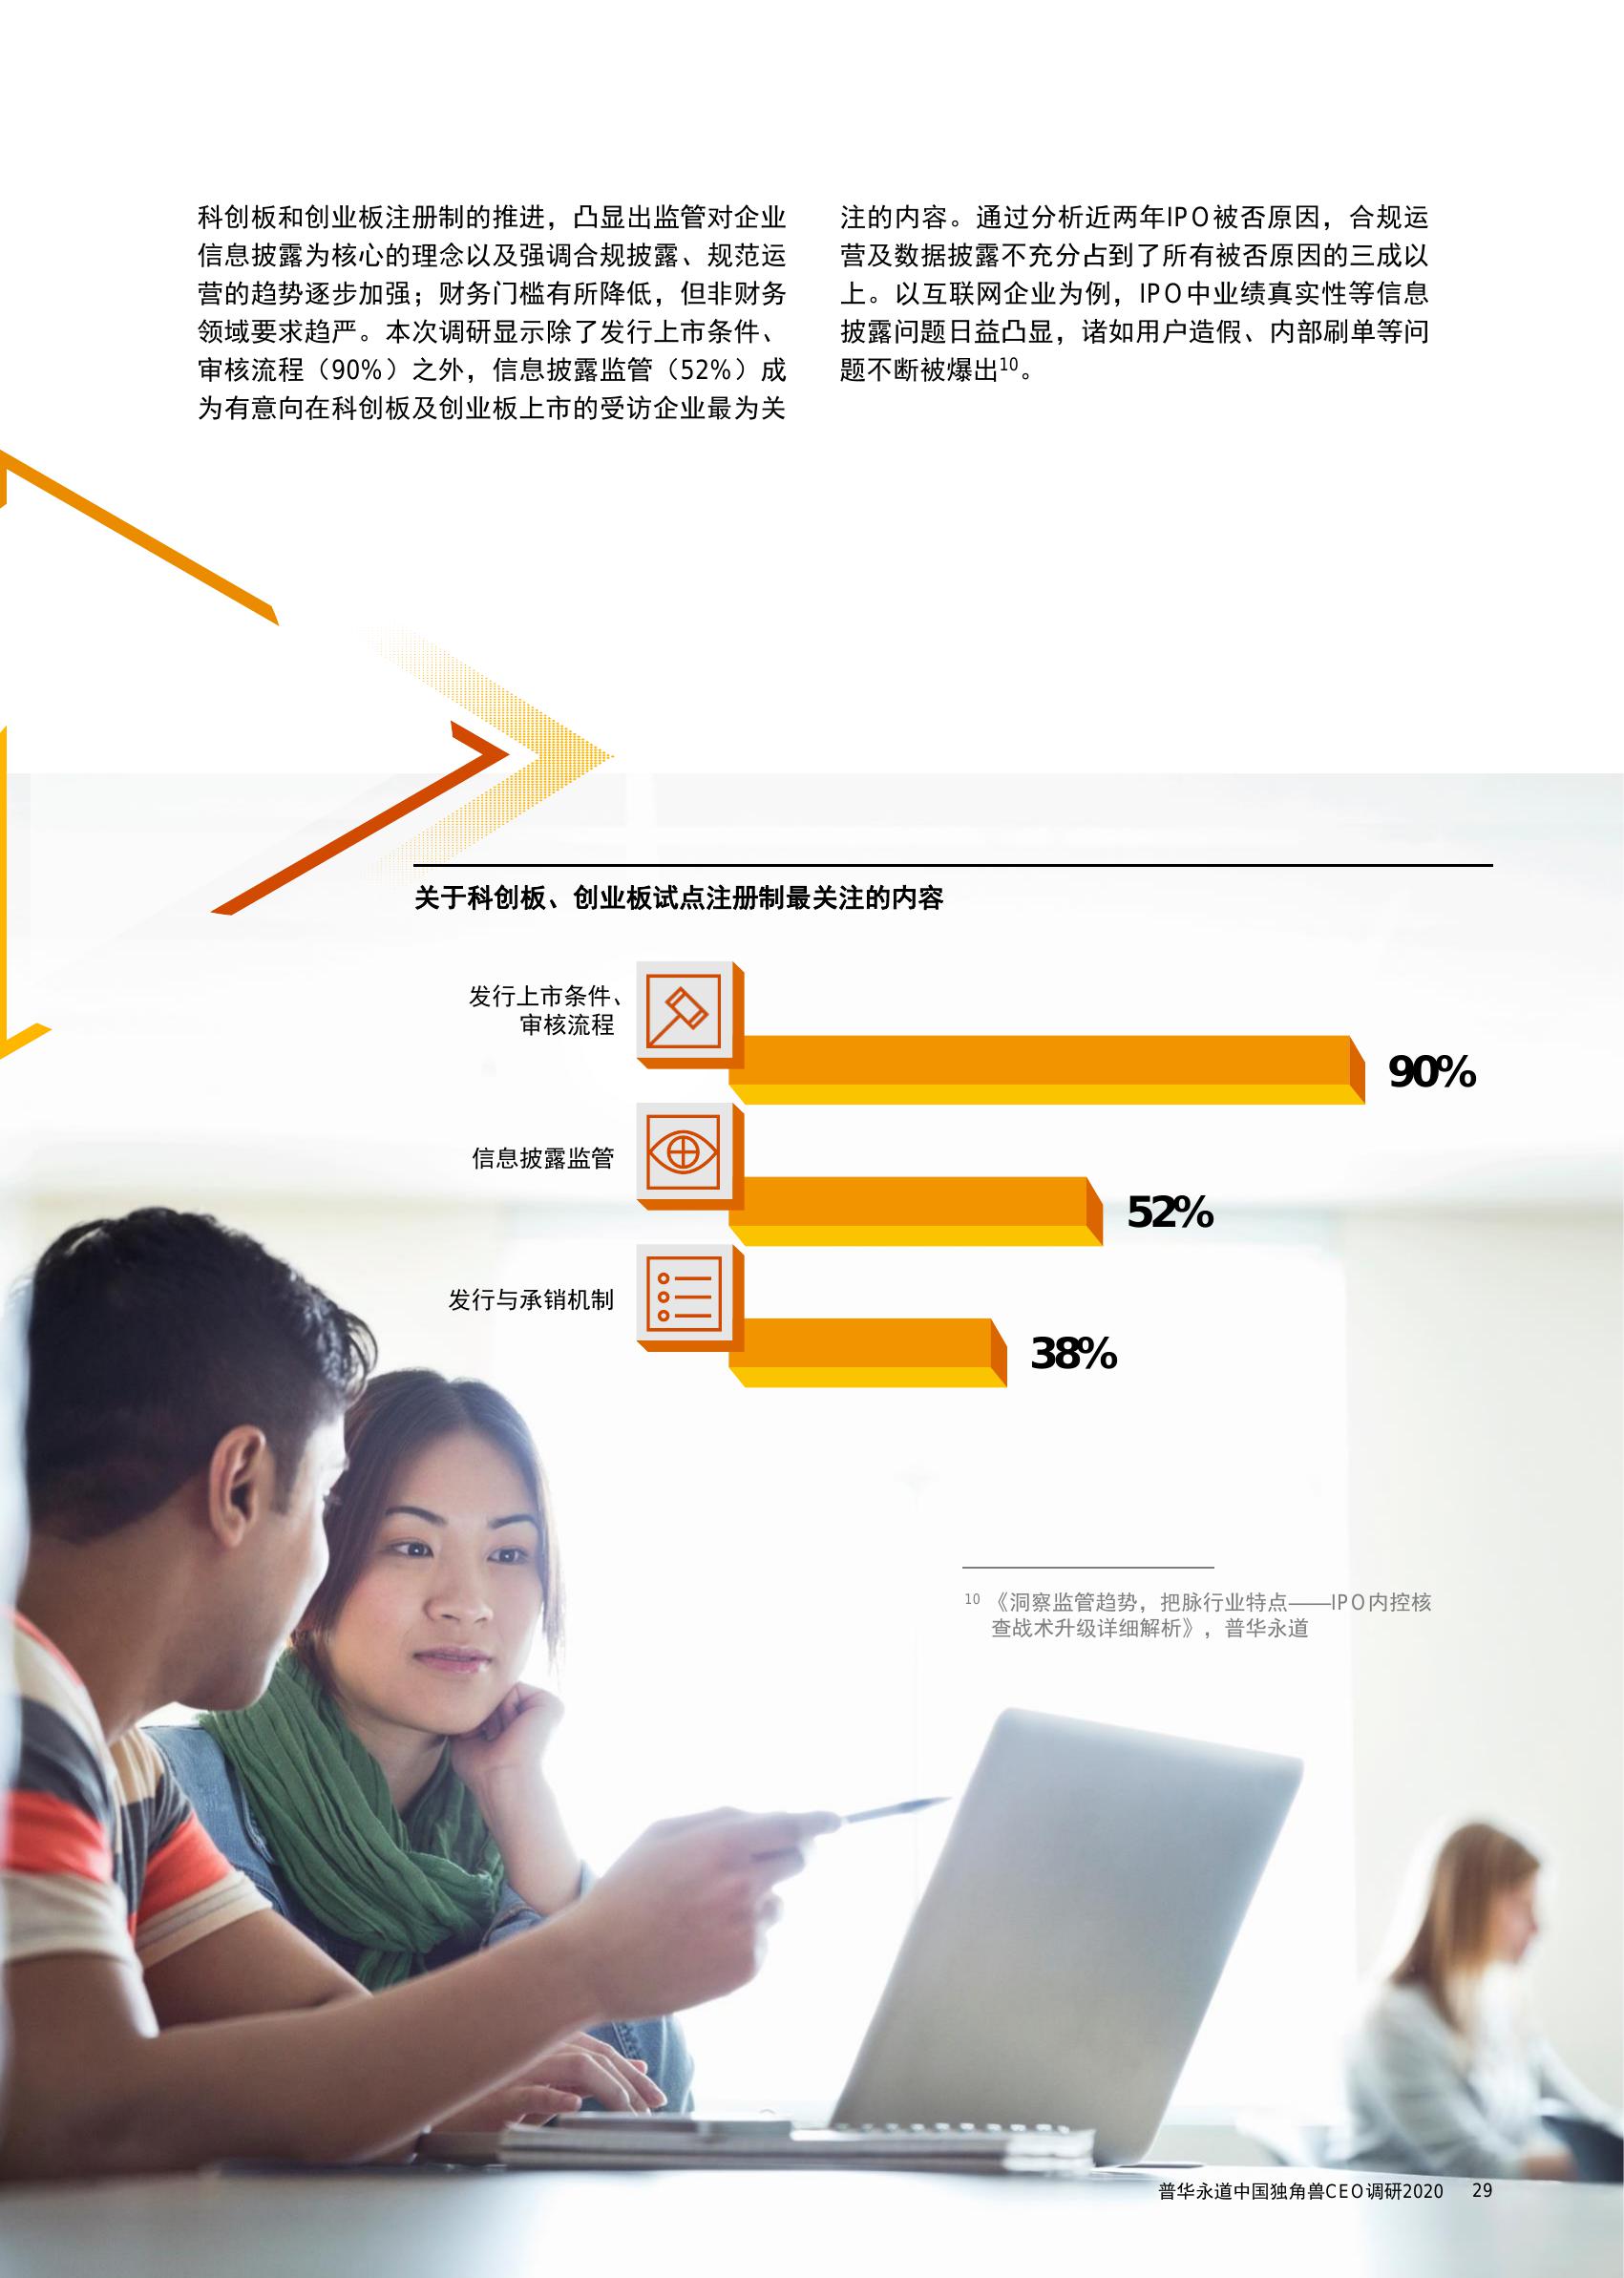 科创板和创业板注册制的推进，凸显出监管对企业
信息披露为核心的理念以及强调合规披露、规范运
营的趋势逐步加强；财务门槛有所降低，但非财务
领域要求趋严。本次调研显示除了发行上市条件、
审核流程（90%）之外，信息披露监管（52%）成
为有意向在科创板及创业板上市的受访企业最为关
注的内容。通过分析近两年IPO被否原因，合规运
营及数据披露不充分占到了所有被否原因的三成以
上。以互联网企业为例，IPO中业绩真实性等信息
披露问题日益凸显，诸如用户造假、内部刷单等问
题不断被爆出10。
关于科创板、创业板试点注册制最关注的内容
发行上市条件、
审核流程
90%
信息披露监管
52%
发行与承销机制
38%
10 《洞察监管趋势，把脉行业特点——IPO内控核
查战术升级详细解析》，普华永道
普华永道中国独角兽CEO调研2020 29